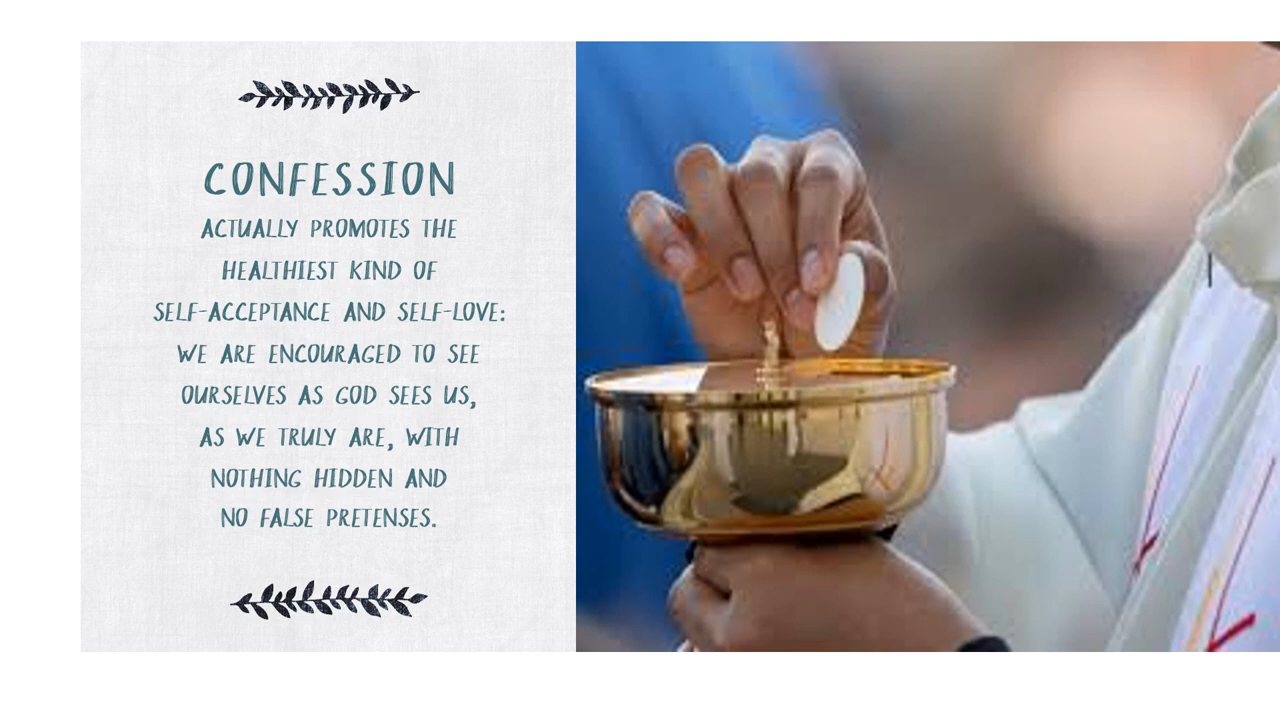 CONFESSION
ACTUALLY PROMOTES THE
HEALTHIEST KIND OF
SELF-ACCEPTANCE AND SELF-LOVE:
WE ARE ENCOURAGED TO SEE
OURSELVES AS GOD SEES US,
AS WE TRULY ARE, WITH
NOTHING HIDDEN AND
NO FALSE PRETENSES.